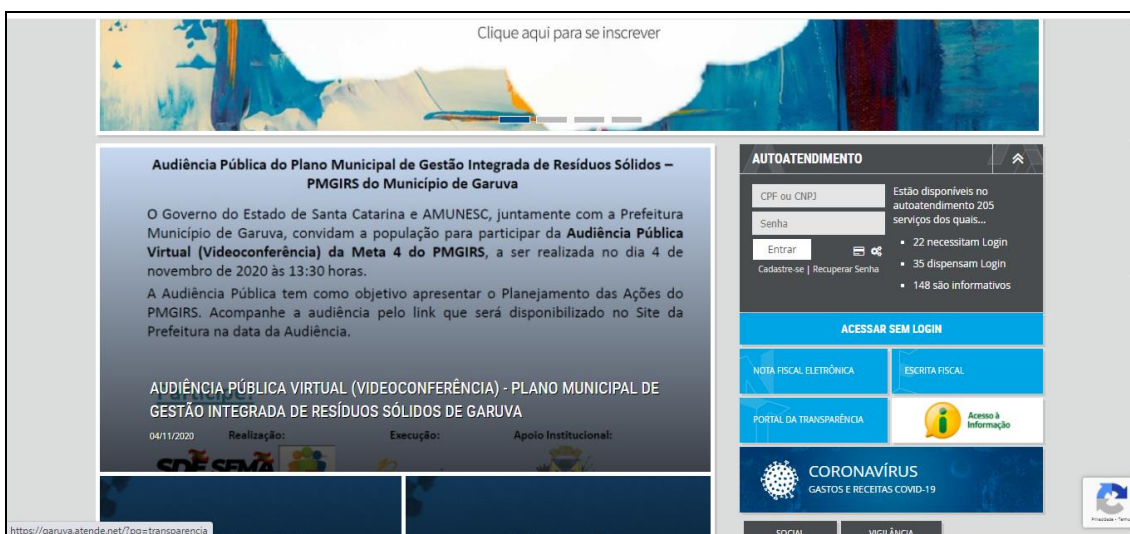 Clique aqui para se inscrever
Audiência Pública do Plano Municipal de Gestão Integrada de Resíduos Sólidos –
PMGIRS do Município de Garuva
O Governo do Estado de Santa Catarina e AMUNESC, juntamente com a Prefeitura
Município de Garuva, convidam a população para participar da Audiência Pública
Virtual (Videoconferência) da Meta 4 do PMGIRS, a ser realizada no dia 4 de
novembro de 2020 às 13:30 horas.
A Audiência Pública tem como objetivo apresentar o Planejamento das Ações do
PMGIRS. Acompanhe a audiência pelo link que será disponibilizado no Site da
Prefeitura na data da Audiência.
Participe!
AUDIÊNCIA PÚBLICA VIRTUAL (VIDEOCONFERÊNCIA) - PLANO MUNICIPAL DE
GESTÃO INTEGRADA DE RESÍDUOS SÓLIDOS DE GARUVA
04/11/2020
Realização:
Execução:
Apoio Institucional:
SDE SEMA
AUTOATENDIMENTO
CPF ou CNPJ
Senha
Entrar
Cadastre-se | Recuperar Senha
Estão disponíveis no
autoatendimento 205
serviços dos quais...
22 necessitam Login
35 dispensam Login
148 são informativos
ACESSAR SEM LOGIN
NOTA FISCAL ELETRÔNICA
ESCRITA FISCAL
PORTAL DA TRANSPARÊNCIA
Acesso à
Informação
CORONAVÍRUS
GASTOS E RECEITAS COVID-19
SOCIAL
VIGILÂNCIA
Privacidade - Termos
https://garuva.atende.net/?pg=transparencia